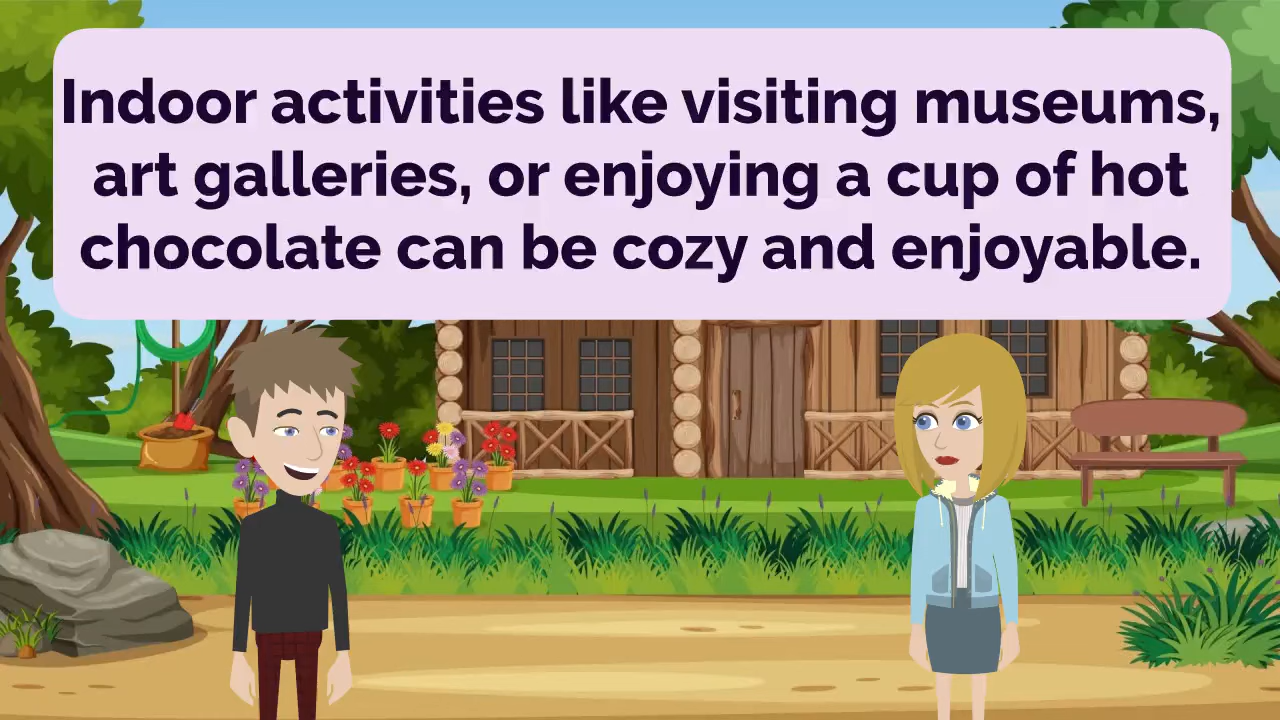 Indoor activities like visiting museums,
art galleries, or enjoying a cup of hot
chocolate can be cozy and enjoyable.